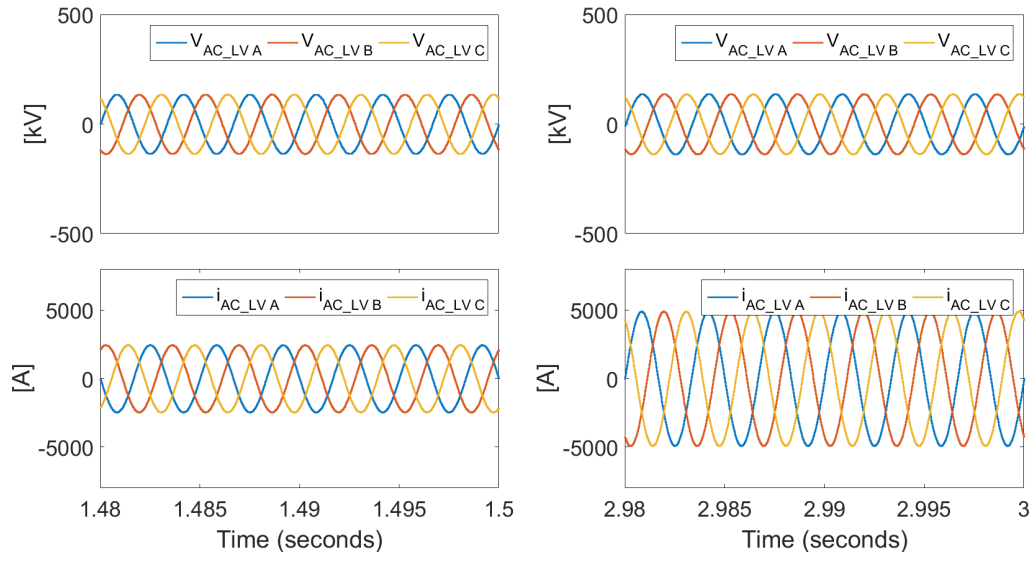 500
V_AC_LV A V_AC_LV B V_AC_LV C
[kV]
0
-500
500
V_AC_LV A V_AC_LV B V_AC_LV C
[kV]
0
-500
i_AC_LV A i_AC_LV B i_AC_LV C
5000
[A]
0
-5000
1.48 1.485 1.49 1.495 1.5
Time (seconds)
i_AC_LV A i_AC_LV B i_AC_LV C
5000
[A]
0
-5000
2.98 2.985 2.99 2.995 3
Time (seconds)